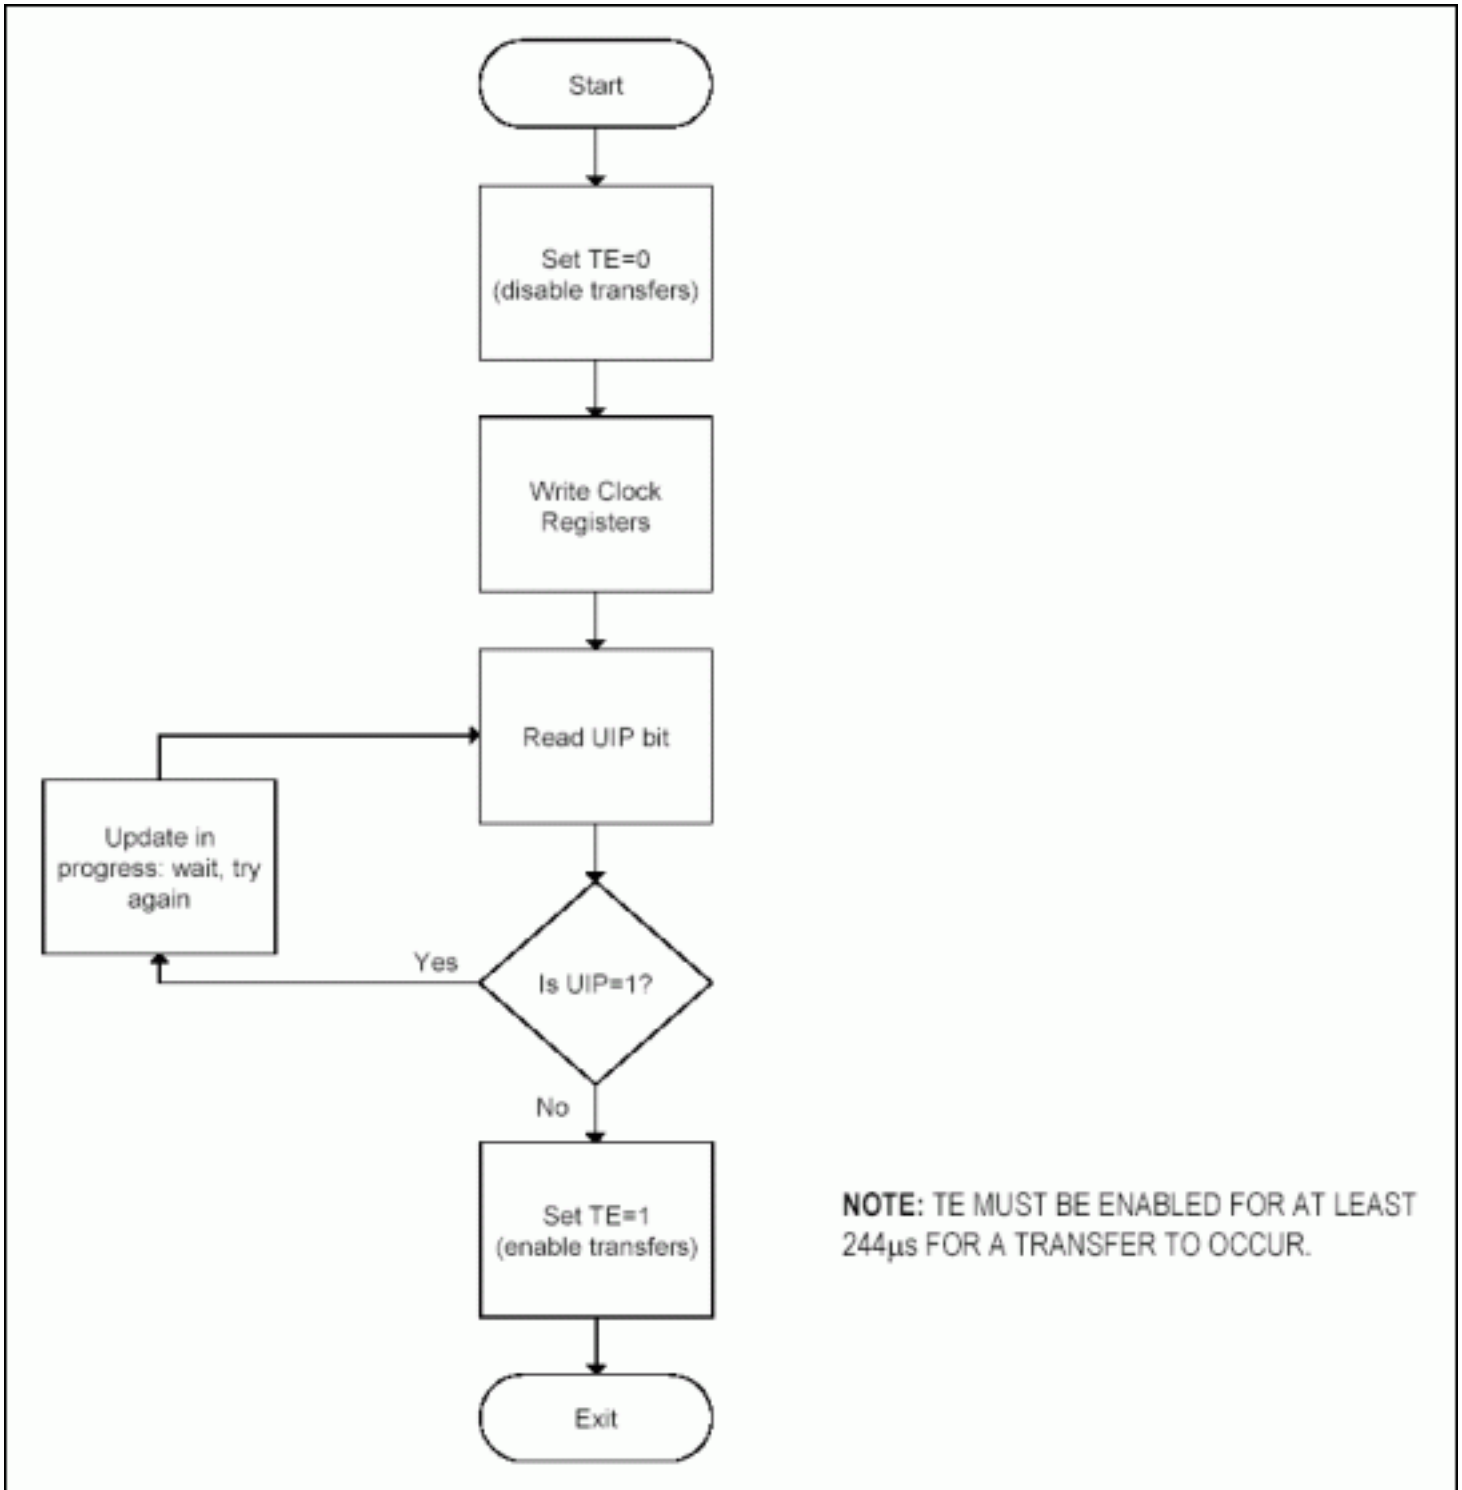 Start
Set TE=0
(disable transfers)
Write Clock
Registers
Read UIP bit
Update in
progress: wait, try
again
Yes
Is UIP=1?
No
Set TE=1
(enable transfers)
NOTE: TE MUST BE ENABLED FOR AT LEAST
244µs FOR A TRANSFER TO OCCUR.
Exit